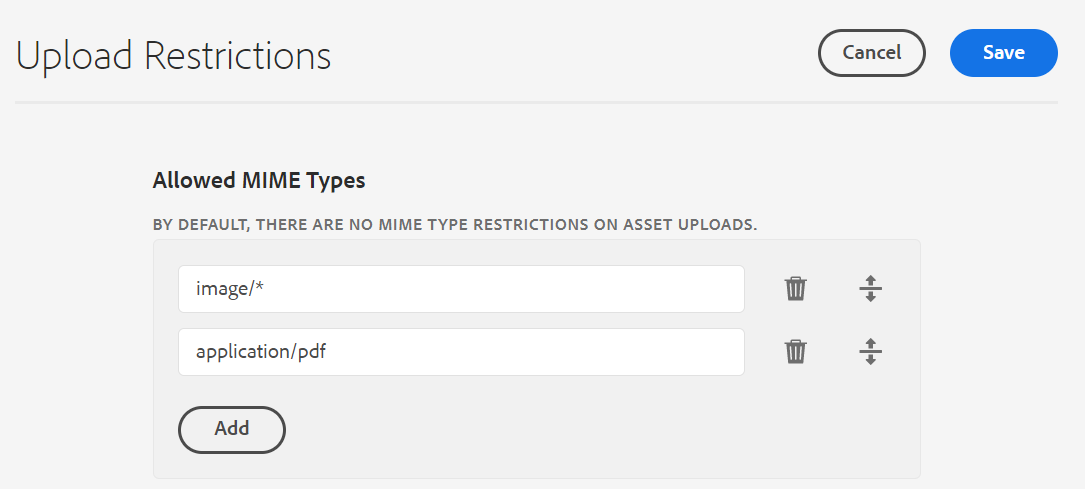 Upload Restrictions
Cancel
Save
Allowed MIME Types
BY DEFAULT, THERE ARE NO MIME TYPE RESTRICTIONS ON ASSET UPLOADS.
image/*
application/pdf
Add